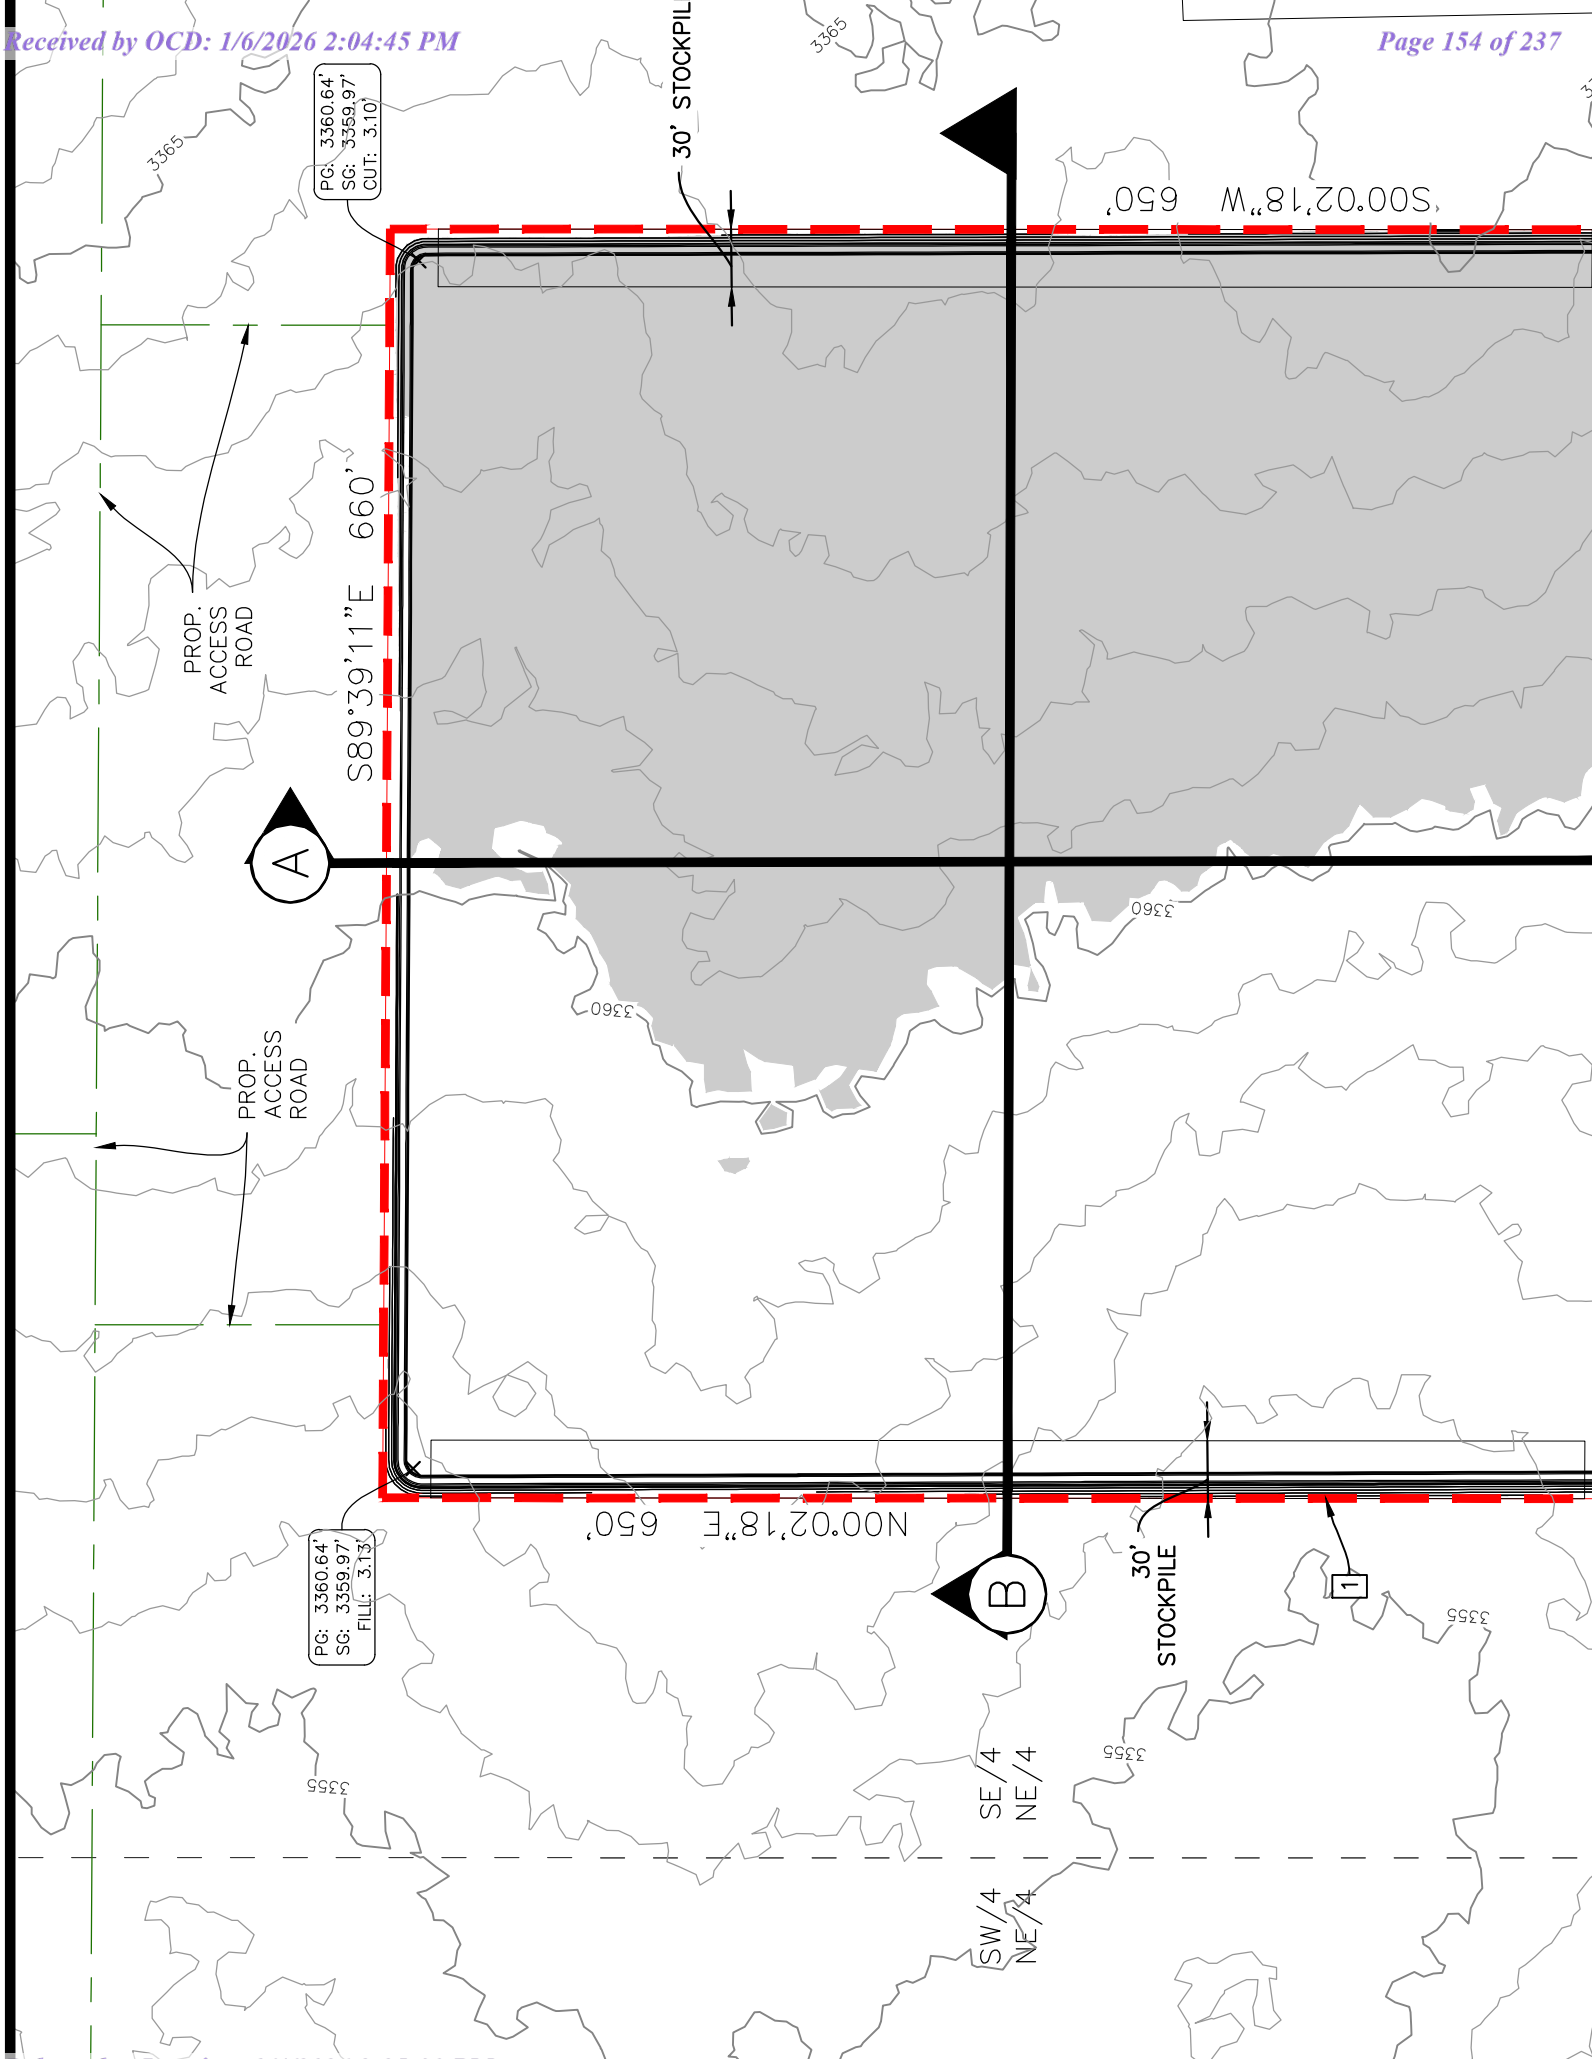 Received by OCD: 1/6/2026 2:04:45 PM
Page 154 of 237
3365
3365
PG: 3360.64'
SG: 3359.97'
CUT: 3.10'
30' STOCKPIL
S00°02'18"W 650'
S89°39'11"E 660'
PROP.
ACCESS
ROAD
A
3360
3360
PROP.
ACCESS
ROAD
PG: 3360.64'
SG: 3359.97'
FILL: 3.13'
N00°02'18"E 650'
B
30'
STOCKPILE
1
3355
3355
3355
SE/4
NE/4
SW/4
NE/4